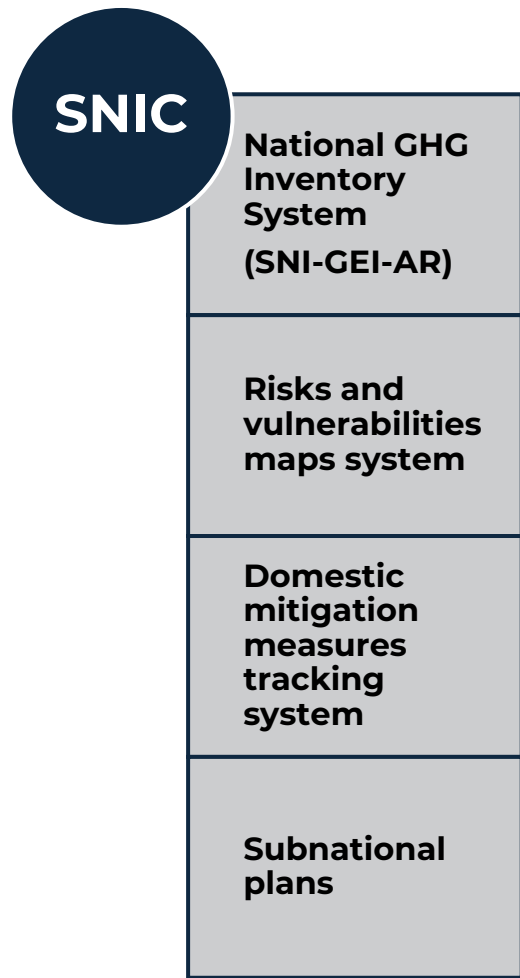 SNIC
National GHG
Inventory
System
(SNI-GEI-AR)
Risks and
vulnerabilities
maps system
Domestic
mitigation
measures
tracking
system
Subnational
plans